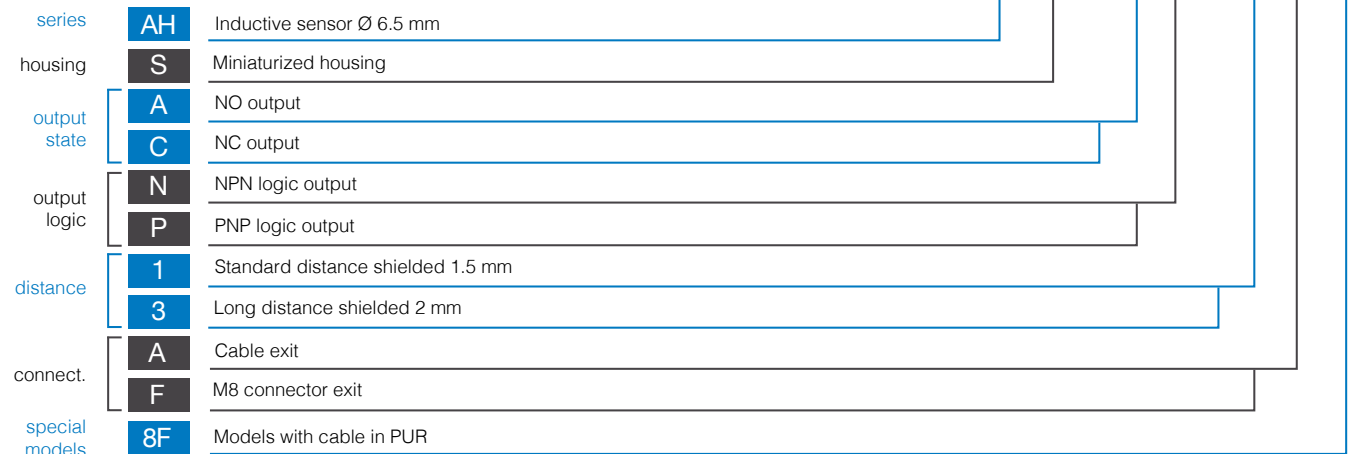 series AH Inductive sensor Ø 6.5 mm
housing S Miniaturized housing
output state
A NO output
C NC output
output logic
N NPN logic output
P PNP logic output
distance
1 Standard distance shielded 1.5 mm
3 Long distance shielded 2 mm
connect.
A Cable exit
F M8 connector exit
special models
8F Models with cable in PUR